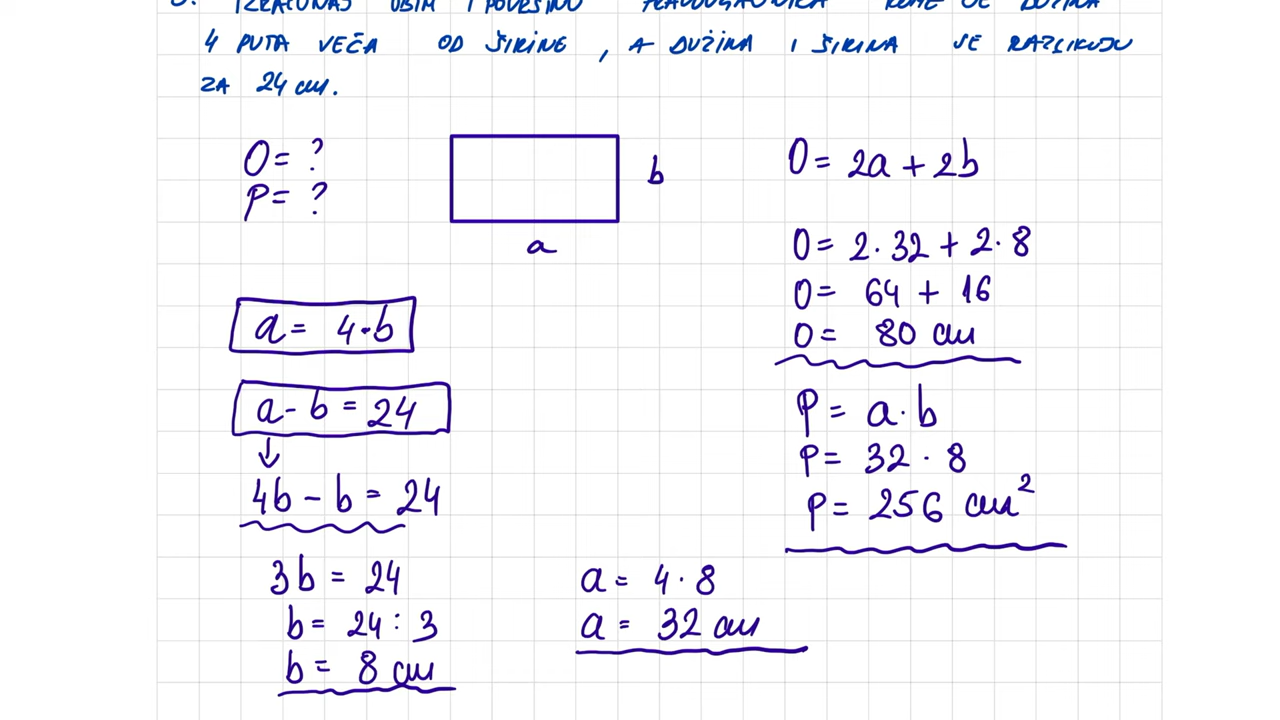 4 PUTA VEĆA OD ŠIRINE, A DUŽINA I ŠIRINA SE RAZLIKUJU
ZA 24 cm.
O = ?
P = ?
b
a
a = 4·b
a - b = 24
4b - b = 24
3b = 24
b = 24 : 3
b = 8 cm
a = 4 · 8
a = 32 cm
O = 2a + 2b
O = 2·32 + 2·8
O = 64 + 16
O = 80 cm
P = a·b
P = 32 · 8
P = 256 cm²